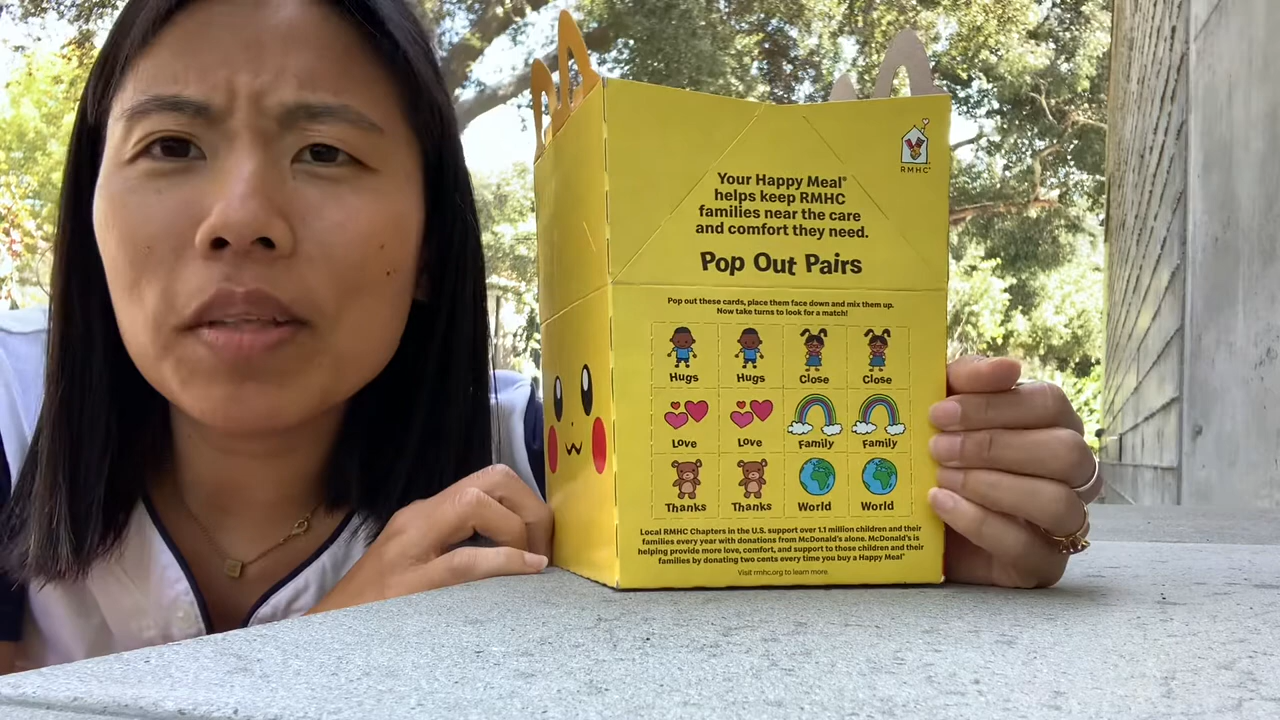 RMHC®
Your Happy Meal®
helps keep RMHC
families near the care
and comfort they need.
Pop Out Pairs
Pop out these cards, place them face down and mix them up.
Now take turns to look for a match!
Hugs Hugs Close Close
Love Love Family Family
Thanks Thanks World World
Local RMHC Chapters in the U.S. support over 1.1 million children and their
families every year with donations from McDonald's alone. McDonald's is
helping provide more love, comfort, and support to those children and their
families by donating two cents every time you buy a Happy Meal®
Visit rmhc.org to learn more.